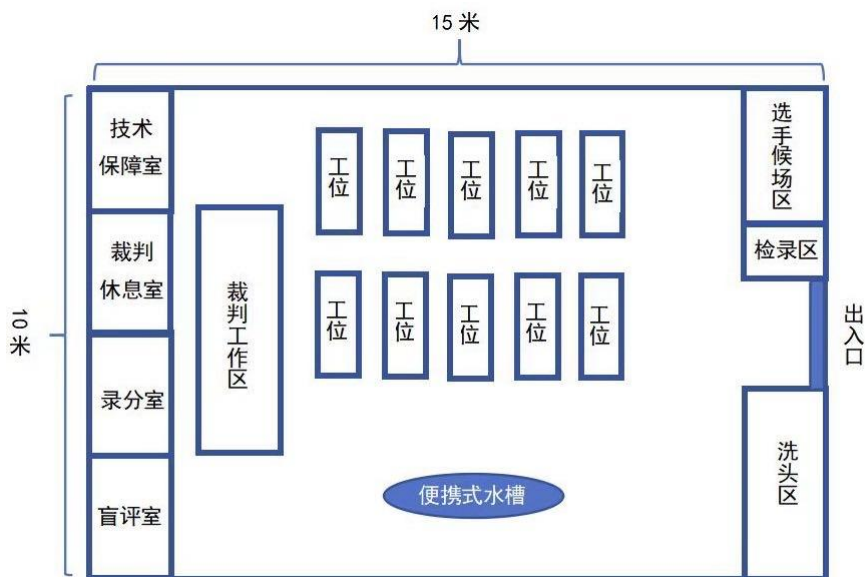 15 米
10 米
技术
保障室
裁判
休息室
录分室
盲评室
裁判工作区
工位
工位
工位
工位
工位
工位
工位
工位
工位
工位
便携式水槽
选手候场区
检录区
出入口
洗头区